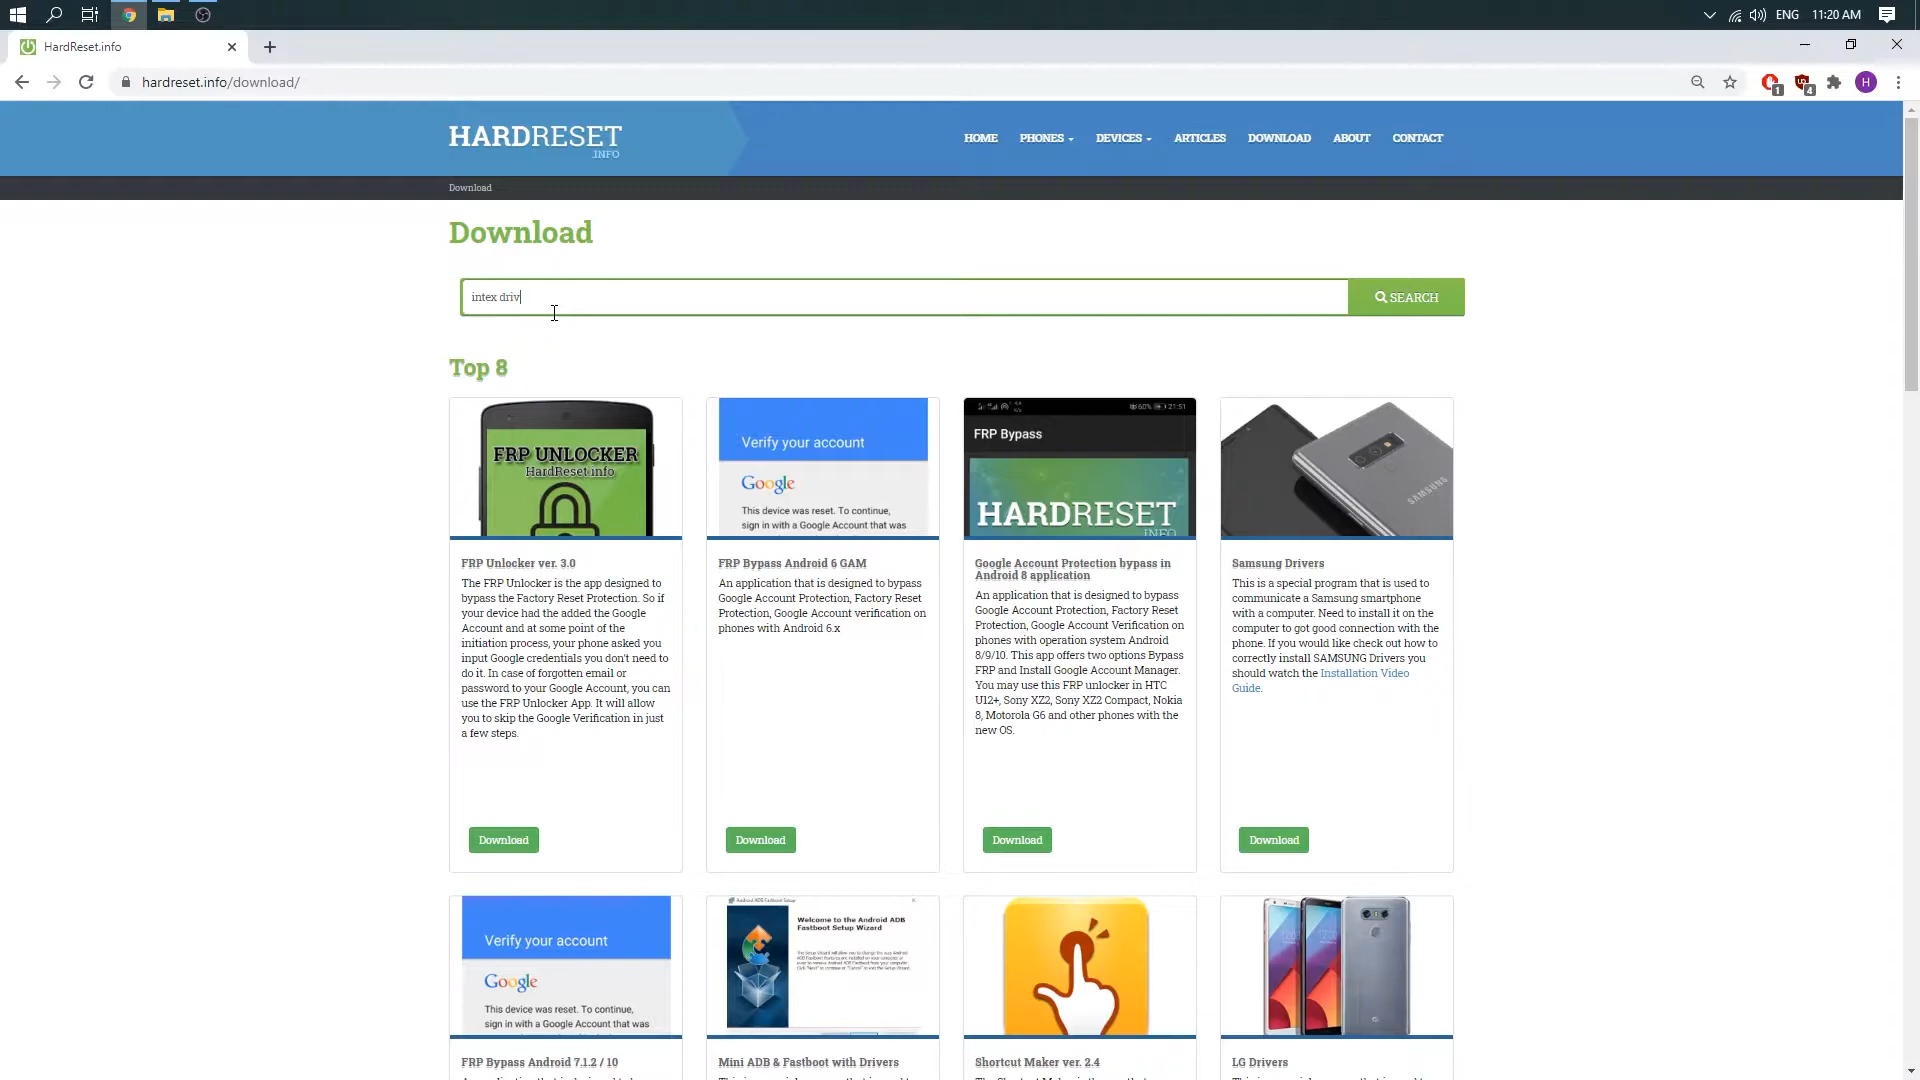 ENG
11:20 AM
HardReset.info
hardreset.info/download/
1
4
H
HARDRESET
.INFO
HOME
PHONES
DEVICES
ARTICLES
DOWNLOAD
ABOUT
CONTACT
Download
Download
intex driv
SEARCH
Top 8
FRP UNLOCKER
HardReset.info
Verify your account
Google
This device was reset. To continue,
sign in with a Google Account that was
60%
21:51
FRP Bypass
HARDRESET
.INFO
SAMSUNG
FRP Unlocker ver. 3.0
The FRP Unlocker is the app designed to
bypass the Factory Reset Protection. So if
your device had the added the Google
Account and at some point of the
initiation process, your phone asked you
input Google credentials you don't need to
do it. In case of forgotten email or
password to your Google Account, you can
use the FRP Unlocker App. It will allow
you to skip the Google Verification in just
a few steps.
Download
FRP Bypass Android 6 GAM
An application that is designed to bypass
Google Account Protection, Factory Reset
Protection, Google Account verification on
phones with Android 6.x
Download
Google Account Protection bypass in
Android 8 application
An application that is designed to bypass
Google Account Protection, Factory Reset
Protection, Google Account Verification on
phones with operation system Android
8/9/10. This app offers two options Bypass
FRP and Install Google Account Manager.
You may use this FRP unlocker in HTC
U12+, Sony XZ2, Sony XZ2 Compact, Nokia
8, Motorola G6 and other phones with the
new OS.
Download
Samsung Drivers
This is a special program that is used to
communicate a Samsung smartphone
with a computer. Need to install it on the
computer to got good connection with the
phone. If you would like check out how to
correctly install SAMSUNG Drivers you
should watch the Installation Video
Guide.
Download
Verify your account
Google
This device was reset. To continue,
sign in with a Google Account that was
Android ADB Fastboot Setup
Welcome to the Android ADB
Fastboot Setup Wizard
FRP Bypass Android 7.1.2 / 10
Mini ADB & Fastboot with Drivers
Shortcut Maker ver. 2.4
LG Drivers